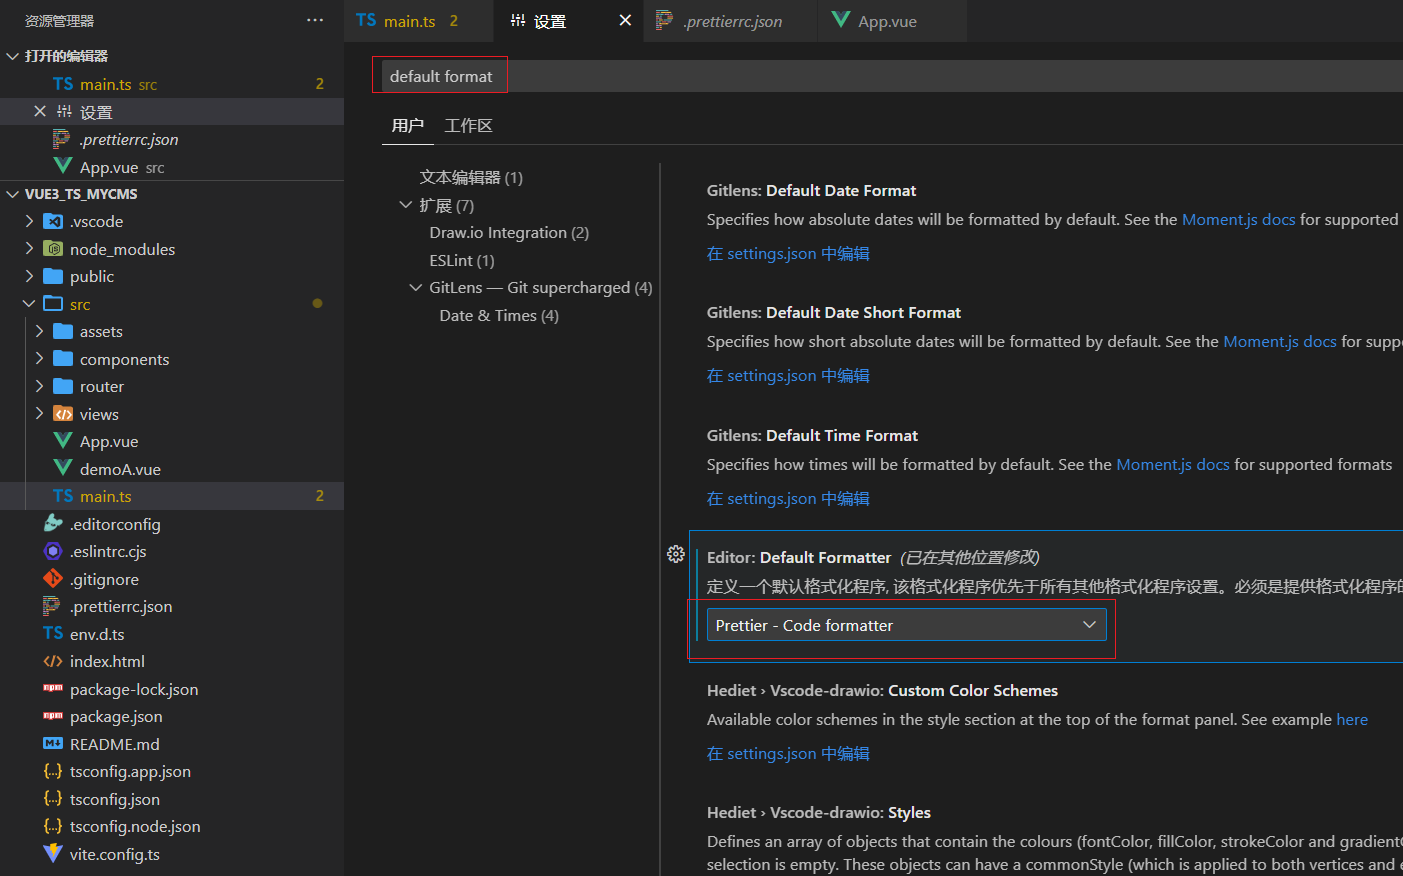 资源管理器
打开的编辑器
TS main.ts src 2
设置
.prettierrc.json
App.vue src
VUE3_TS_MYCMS
.vscode
node_modules
public
src
assets
components
router
views
App.vue
demoA.vue
TS main.ts 2
.editorconfig
.eslintrc.cjs
.gitignore
.prettierrc.json
TS env.d.ts
index.html
package-lock.json
package.json
README.md
tsconfig.app.json
tsconfig.json
tsconfig.node.json
vite.config.ts
TS main.ts 2
设置
.prettierrc.json
App.vue
default format
用户 工作区
文本编辑器 (1)
扩展 (7)
Draw.io Integration (2)
ESLint (1)
GitLens — Git supercharged (4)
Date & Times (4)
Gitlens: Default Date Format
Specifies how absolute dates will be formatted by default. See the Moment.js docs for supported
在 settings.json 中编辑
Gitlens: Default Date Short Format
Specifies how short absolute dates will be formatted by default. See the Moment.js docs for supp
在 settings.json 中编辑
Gitlens: Default Time Format
Specifies how times will be formatted by default. See the Moment.js docs for supported formats
在 settings.json 中编辑
Editor: Default Formatter (已在其他位置修改)
定义一个默认格式化程序, 该格式化程序优先于所有其他格式化程序设置。必须是提供格式化程序的
Prettier - Code formatter
Hediet › Vscode-drawio: Custom Color Schemes
Available color schemes in the style section at the top of the format panel. See example here
在 settings.json 中编辑
Hediet › Vscode-drawio: Styles
Defines an array of objects that contain the colours (fontColor, fillColor, strokeColor and gradient
selection is empty. These objects can have a commonStyle (which is applied to both vertices and e